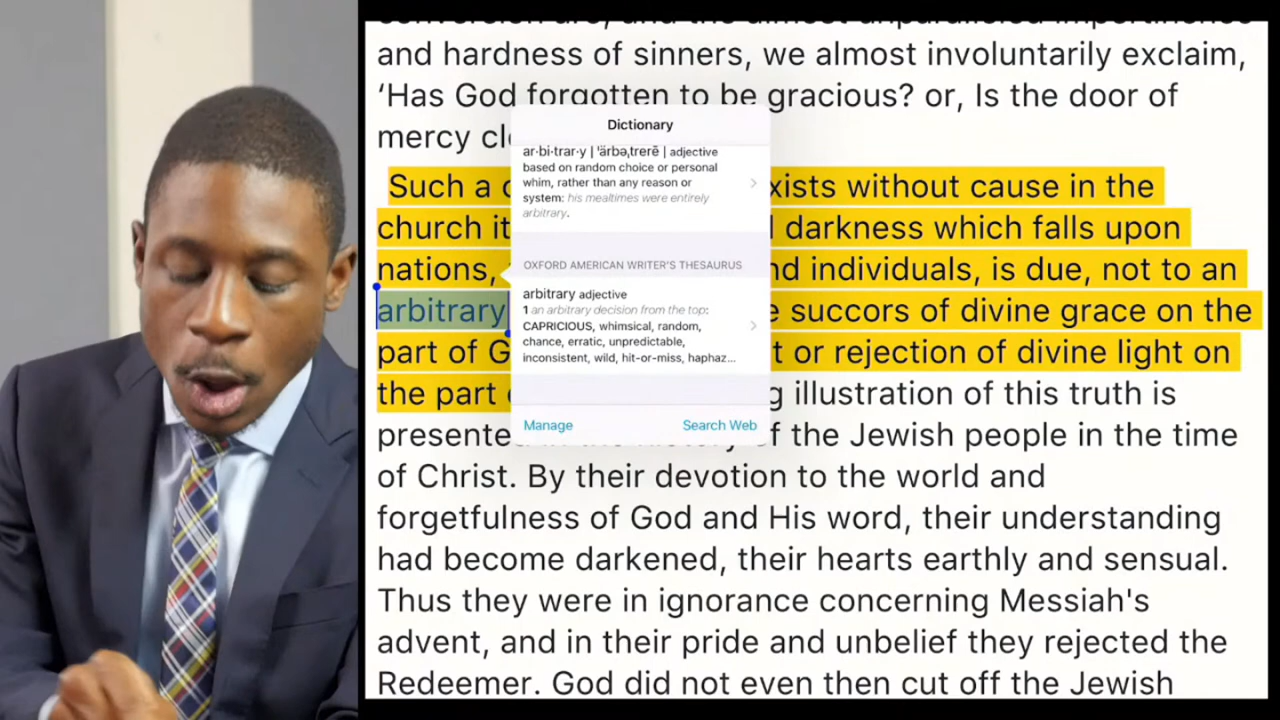 and hardness of sinners, we almost involuntarily exclaim,
‘Has God forgotten to be gracious? or, Is the door of
mercy
Dictionary
ar·bi·trar·y | ˈärbəˌtrerē | adjective
based on random choice or personal
whim, rather than any reason or
system: his mealtimes were entirely
arbitrary.
OXFORD AMERICAN WRITER'S THESAURUS
arbitrary adjective
1 an arbitrary decision from the top:
CAPRICIOUS, whimsical, random,
chance, erratic, unpredictable,
inconsistent, wild, hit-or-miss, haphaz...
Manage
Search Web
Such a
xists without cause in the
church
darkness which falls upon
nations,
nd individuals, is due, not to an
arbitrary
succors of divine grace on the
part of
or rejection of divine light on
the part
illustration of this truth is
presented
the Jewish people in the time
of Christ. By their devotion to the world and
forgetfulness of God and His word, their understanding
had become darkened, their hearts earthly and sensual.
Thus they were in ignorance concerning Messiah's
advent, and in their pride and unbelief they rejected the
Redeemer. God did not even then cut off the Jewish